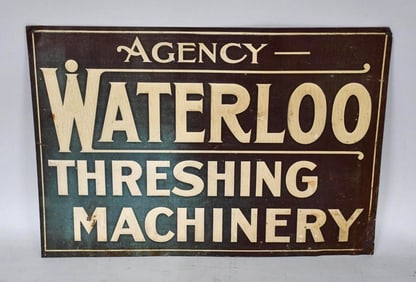 AGENCY —
WATERLOO
THRESHING
MACHINERY